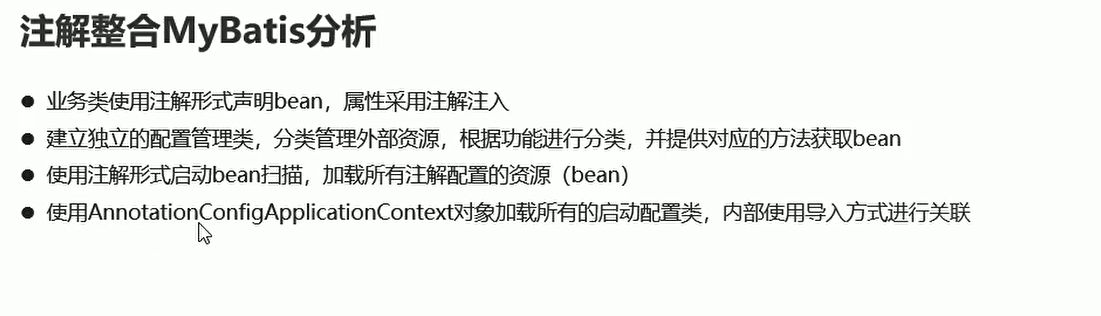 注解整合MyBatis分析
● 业务类使用注解形式声明bean，属性采用注解注入
● 建立独立的配置管理类，分类管理外部资源，根据功能进行分类，并提供对应的方法获取bean
● 使用注解形式启动bean扫描，加载所有注解配置的资源（bean）
● 使用AnnotationConfigApplicationContext对象加载所有的启动配置类，内部使用导入方式进行关联